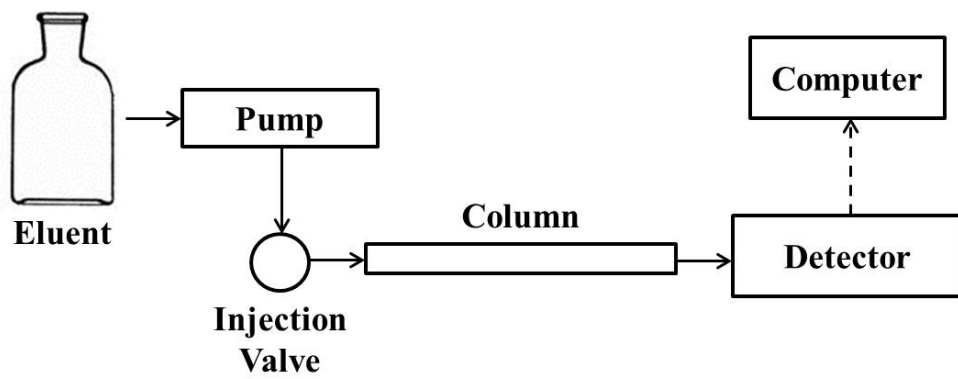 Computer
Pump
Eluent
Column
Detector
Injection
Valve